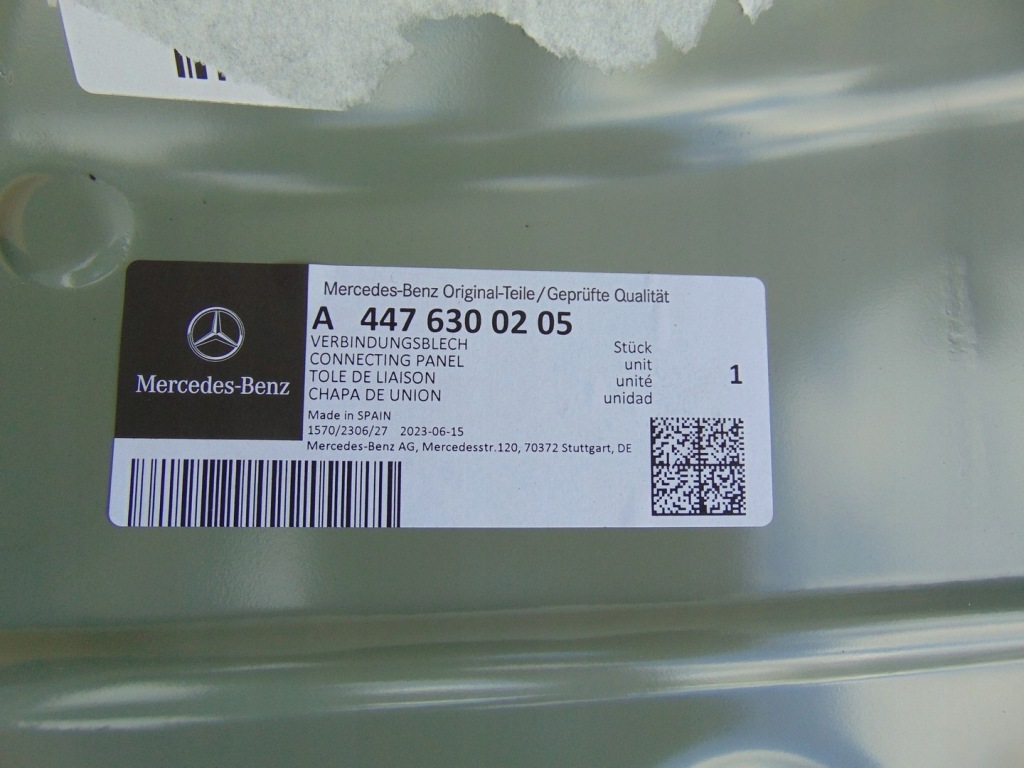 Mercedes-Benz Original-Teile/Geprüfte Qualität
A 447 630 02 05
VERBINDUNGSBLECH
CONNECTING PANEL
TOLE DE LIAISON
CHAPA DE UNION
Stück
unit
unité
unidad
1
Made in SPAIN
1570/2306/27 2023-06-15
Mercedes-Benz AG, Mercedesstr.120, 70372 Stuttgart, DE
Mercedes-Benz